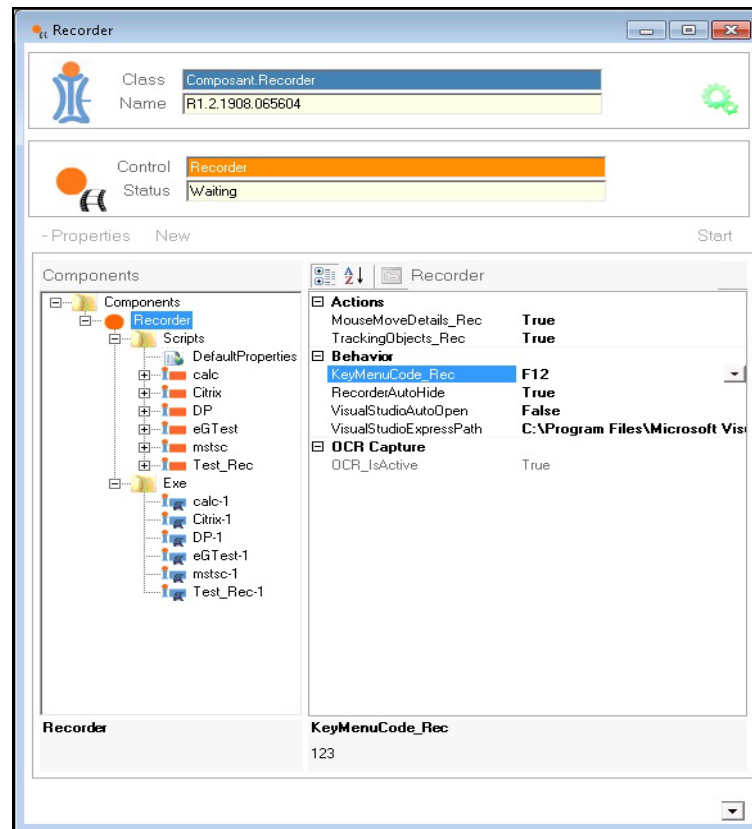 Recorder
Class Composant.Recorder
Name R1.2.1908.065604
Control Recorder
Status Waiting
- Properties New Start
Components
Components
Recorder
Scripts
DefaultProperties
calc
Citrix
DP
eGTest
mstsc
Test_Rec
Exe
calc-1
Citrix-1
DP-1
eGTest-1
mstsc-1
Test_Rec-1
Recorder
A Z Recorder
Actions
MouseMoveDetails_Rec True
TrackingObjects_Rec True
Behavior
KeyMenuCode_Rec F12
RecorderAutoHide True
VisualStudioAutoOpen False
VisualStudioExpressPath C:\Program Files\Microsoft Vis
OCR Capture
OCR_IsActive True
KeyMenuCode_Rec
123